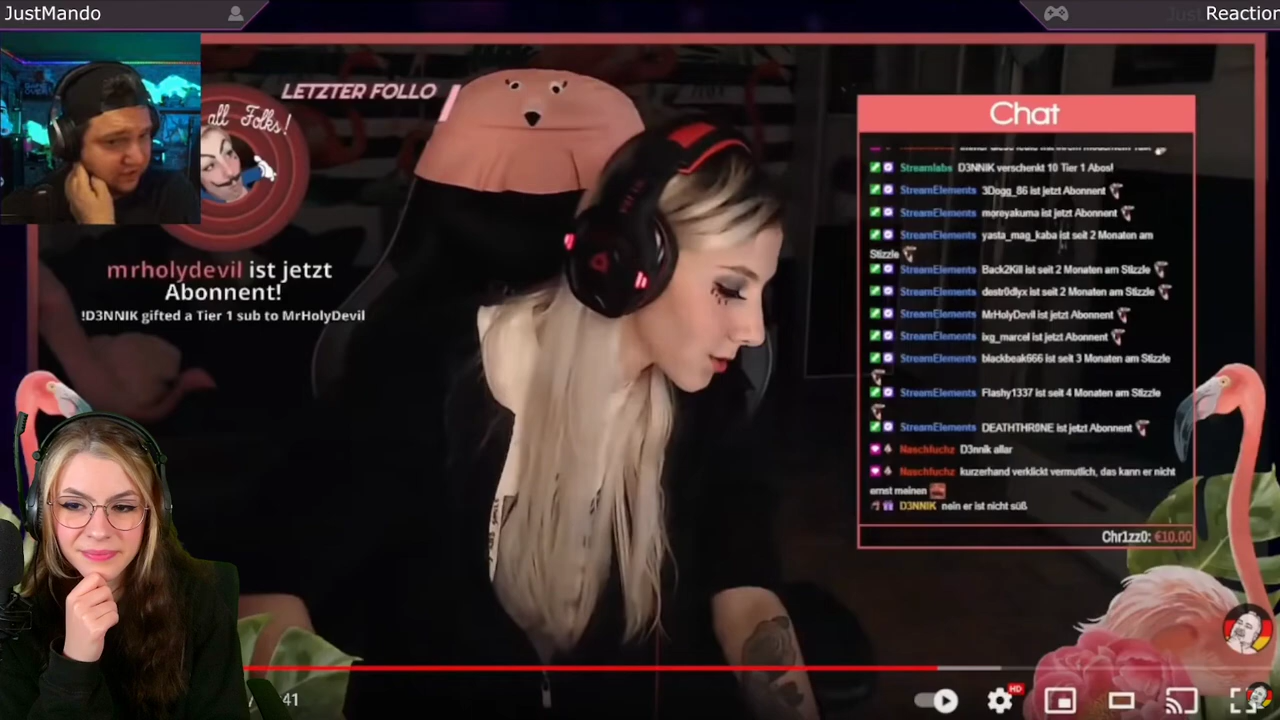 JustMando
Just Reaction
LETZTER FOLLO
all Folks!
mrholydevil ist jetzt
Abonnent!
!D3NNIK gifted a Tier 1 sub to MrHolyDevil
Chat
Streamlabs D3NNIK verschenkt 10 Tier 1 Abos!
StreamElements 3Dogg_86 ist jetzt Abonnent
StreamElements moreyakuma ist jetzt Abonnent
StreamElements yasta_mag_kaba ist seit 2 Monaten am
Stizzle
StreamElements Back2Kill ist seit 2 Monaten am Stizzle
StreamElements destr0dlyx ist seit 2 Monaten am Stizzle
StreamElements MrHolyDevil ist jetzt Abonnent
StreamElements ixg_marcel ist jetzt Abonnent
StreamElements blackbeak666 ist seit 3 Monaten am Stizzle
StreamElements Flashy1337 ist seit 4 Monaten am Stizzle
StreamElements DEATHTHR0NE ist jetzt Abonnent
Naschfuchz D3nnik allar
Naschfuchz kurzerhand verklickt vermutlich, das kann er nicht
ernst meinen
D3NNIK nein er ist nicht süß
Chr1zz0: €10.00
:41
HD